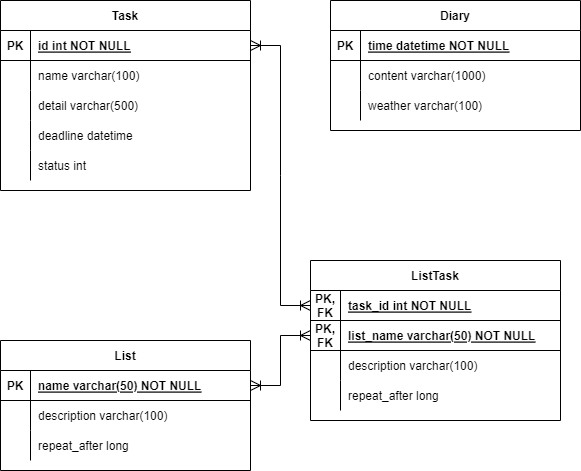 Task
PK id int NOT NULL
name varchar(100)
detail varchar(500)
deadline datetime
status int
Diary
PK time datetime NOT NULL
content varchar(1000)
weather varchar(100)
ListTask
PK, FK task_id int NOT NULL
PK, FK list_name varchar(50) NOT NULL
description varchar(100)
repeat_after long
List
PK name varchar(50) NOT NULL
description varchar(100)
repeat_after long